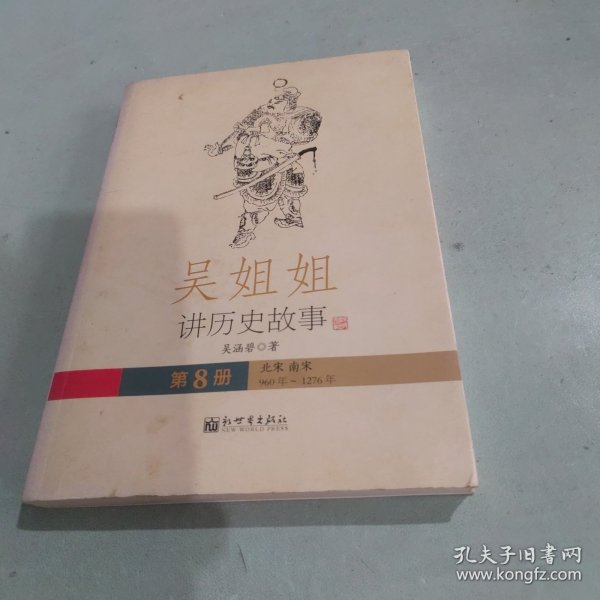 吴姐姐
讲历史故事
吴涵碧◎著
第8册
北宋 南宋
960年~1276年
新世界出版社
NEW WORLD PRESS
孔夫子旧书网
www.kongfz.com